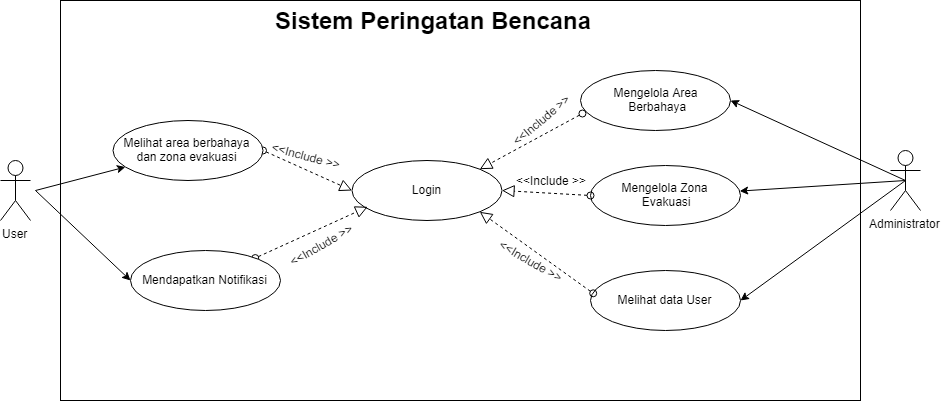 Sistem Peringatan Bencana
Mengelola Area
Berbahaya
<<Include >>
Melihat area berbahaya
dan zona evakuasi
<<Include >>
Login
<<Include >>
Mengelola Zona
Evakuasi
User
Administrator
<<Include >>
<<Include >>
Mendapatkan Notifikasi
Melihat data User